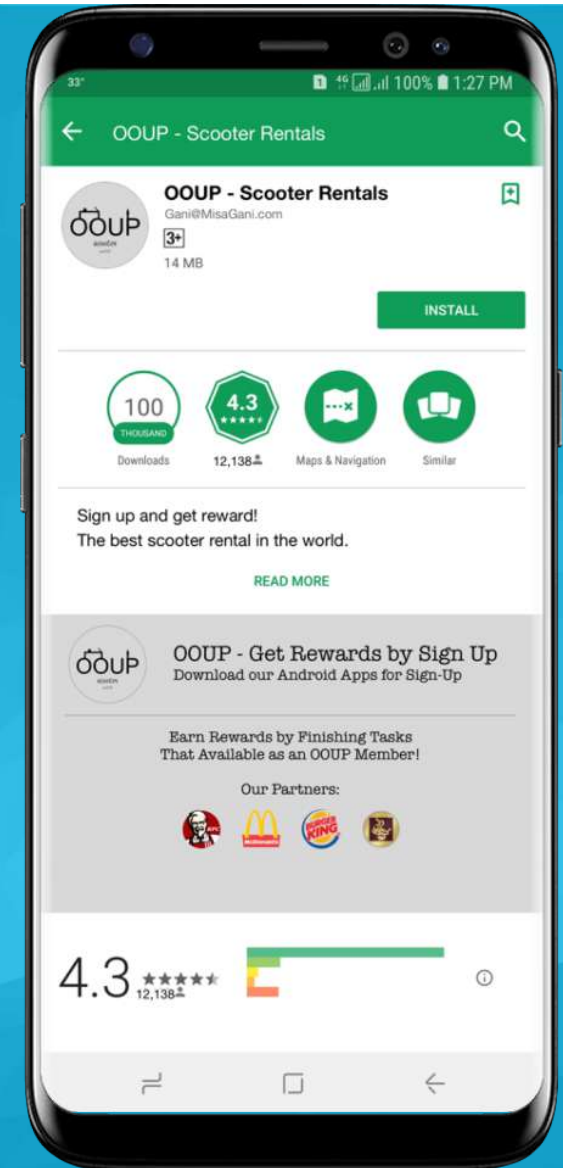 33°
1 4G 100% 1:27 PM
OOUP - Scooter Rentals
OOUP - Scooter Rentals
Gani@MisaGani.com
3+
14 MB
INSTALL
100
THOUSAND
4.3
Downloads
12,138
Maps & Navigation
Similar
Sign up and get reward!
The best scooter rental in the world.
READ MORE
OOUP - Get Rewards by Sign Up
Download our Android Apps for Sign-Up
Earn Rewards by Finishing Tasks
That Available as an OOUP Member!
Our Partners:
KFC
McDonald's
BURGER
KING
4.3
12,138